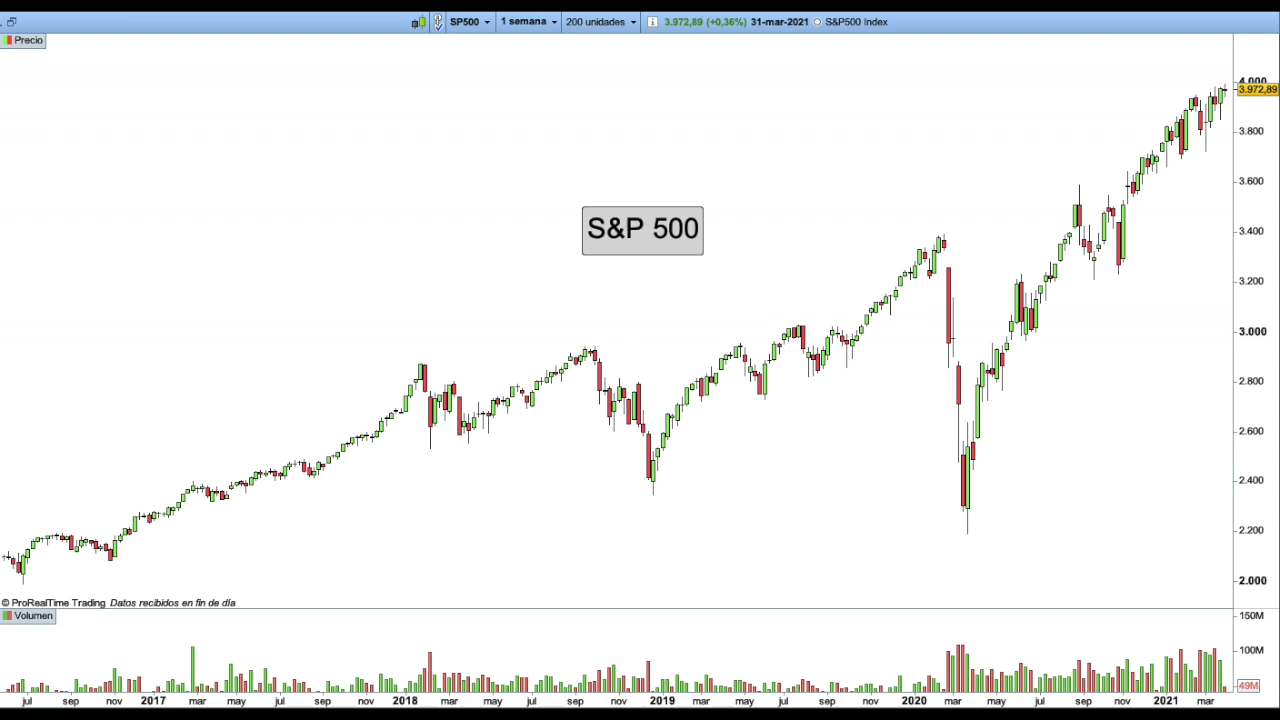 SP500 1 semana 200 unidades i 3.972,89 (+0,36%) 31-mar-2021 S&P500 Index
Precio
4.000
3.972,89
3.800
3.600
S&P 500
3.400
3.200
3.000
2.800
2.600
2.400
2.200
2.000
© ProRealTime Trading Datos recibidos en fin de día
Volumen
150M
100M
49M
jul sep nov 2017 mar may jul sep nov 2018 mar may jul sep nov 2019 mar may jul sep nov 2020 mar may jul sep nov 2021 mar